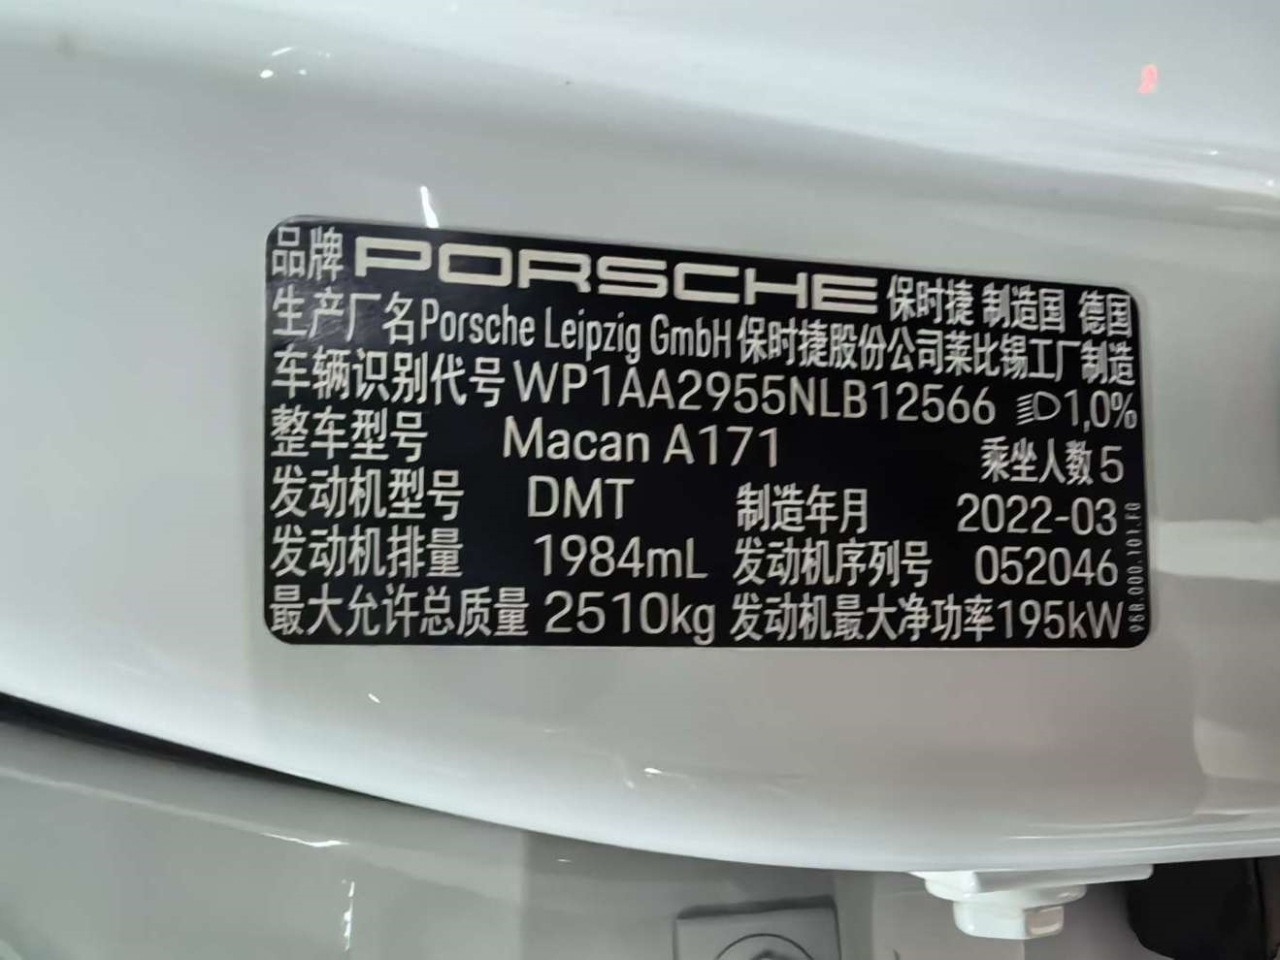 品牌 PORSCHE 保时捷 制造国 德国
生产厂名 Porsche Leipzig GmbH 保时捷股份公司莱比锡工厂制造
车辆识别代号 WP1AA2955NLB12566 1,0%
整车型号 Macan A171 乘坐人数 5
发动机型号 DMT 制造年月 2022-03
发动机排量 1984mL 发动机序列号 052046
最大允许总质量 2510kg 发动机最大净功率 195kW
95B.000.101.F0